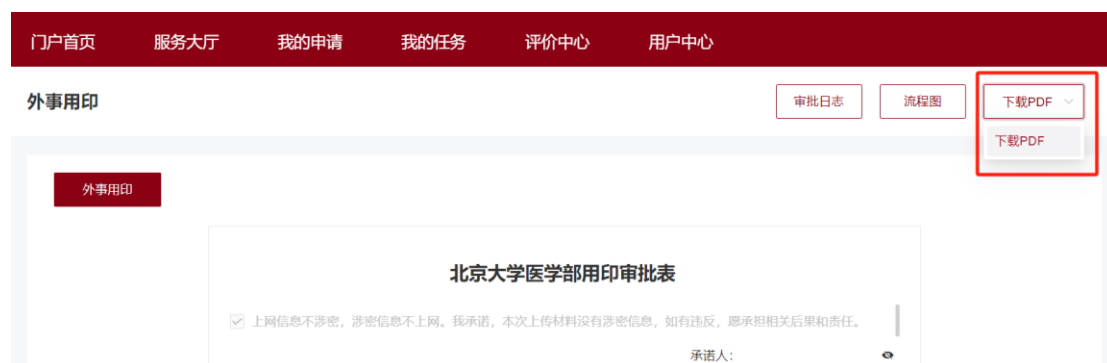 门户首页 服务大厅 我的申请 我的任务 评价中心 用户中心
外事用印 审批日志 流程图 下载PDF
下载PDF
外事用印
北京大学医学部用印审批表
上网信息不涉密，涉密信息不上网。我承诺，本次上传材料没有涉密信息，如有违反，愿承担相关后果和责任。
承诺人：